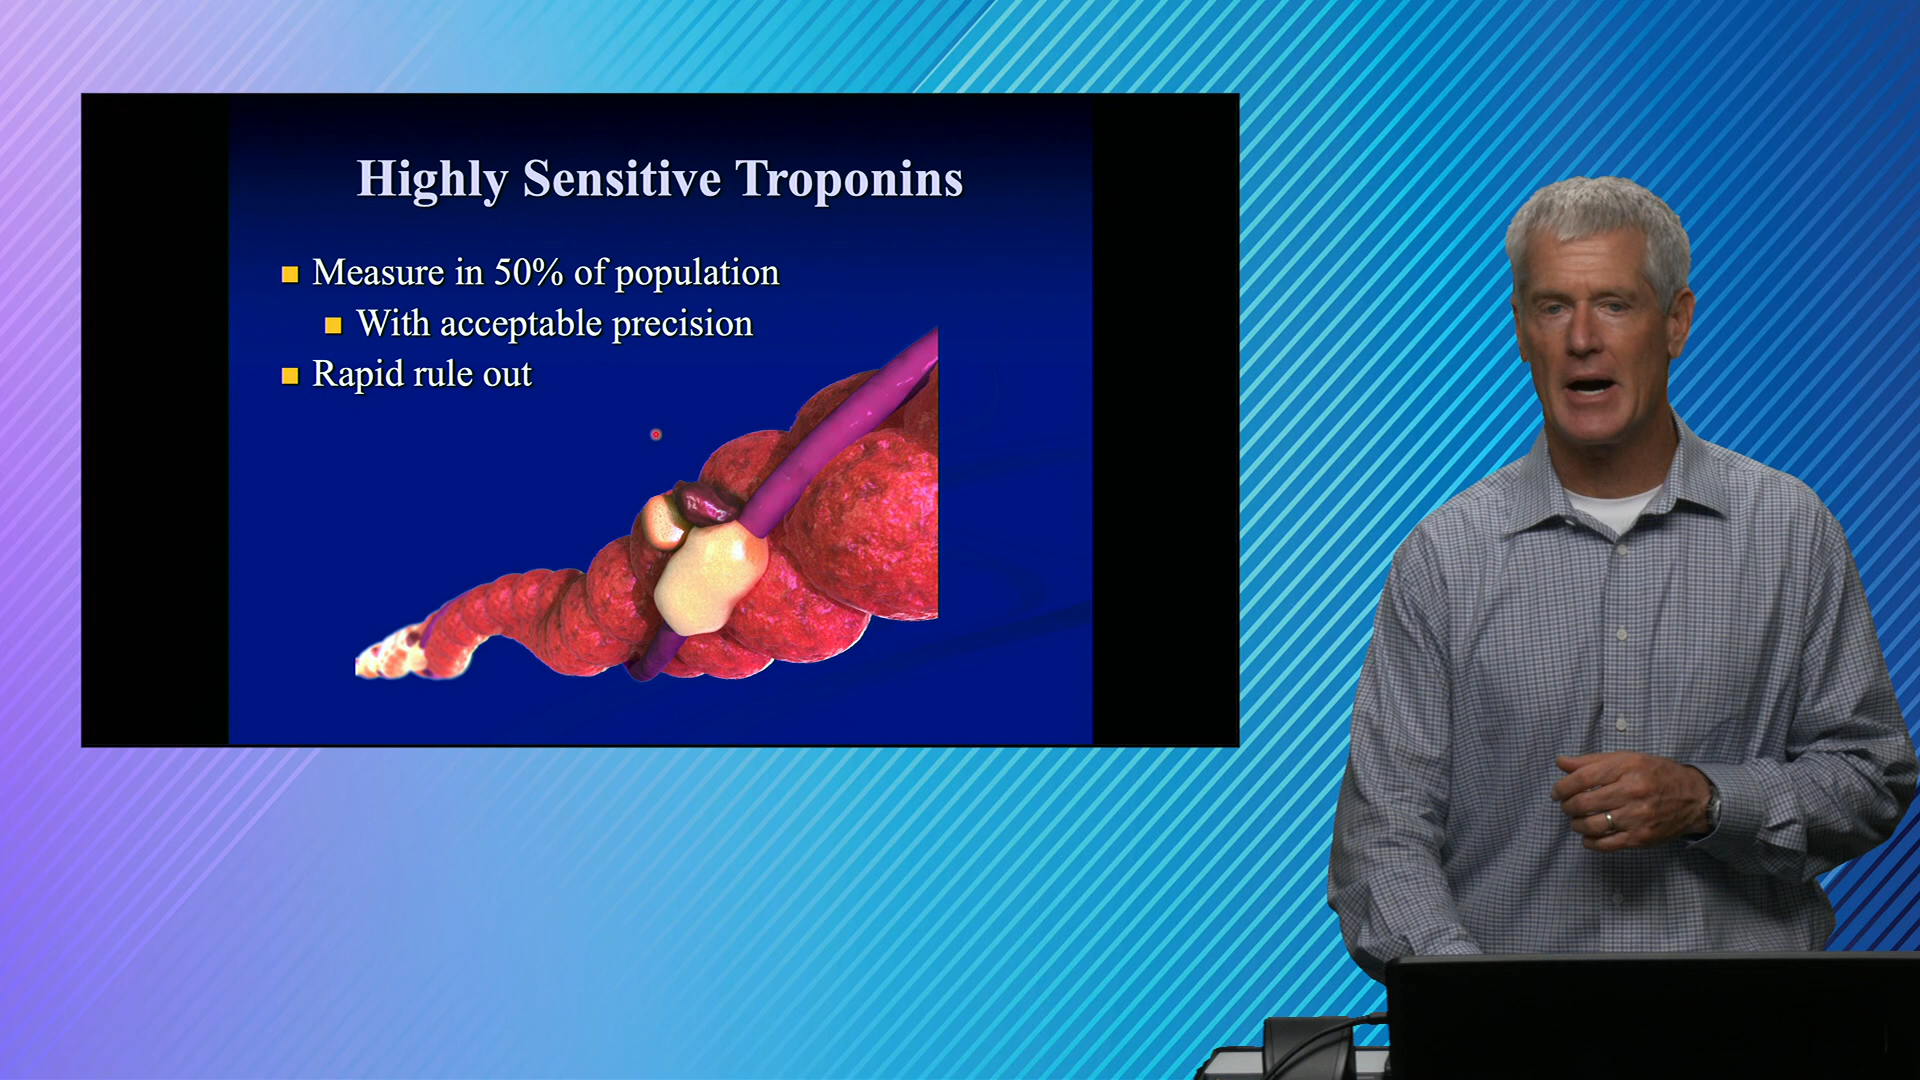 Highly Sensitive Troponins
Measure in 50% of population
With acceptable precision
Rapid rule out